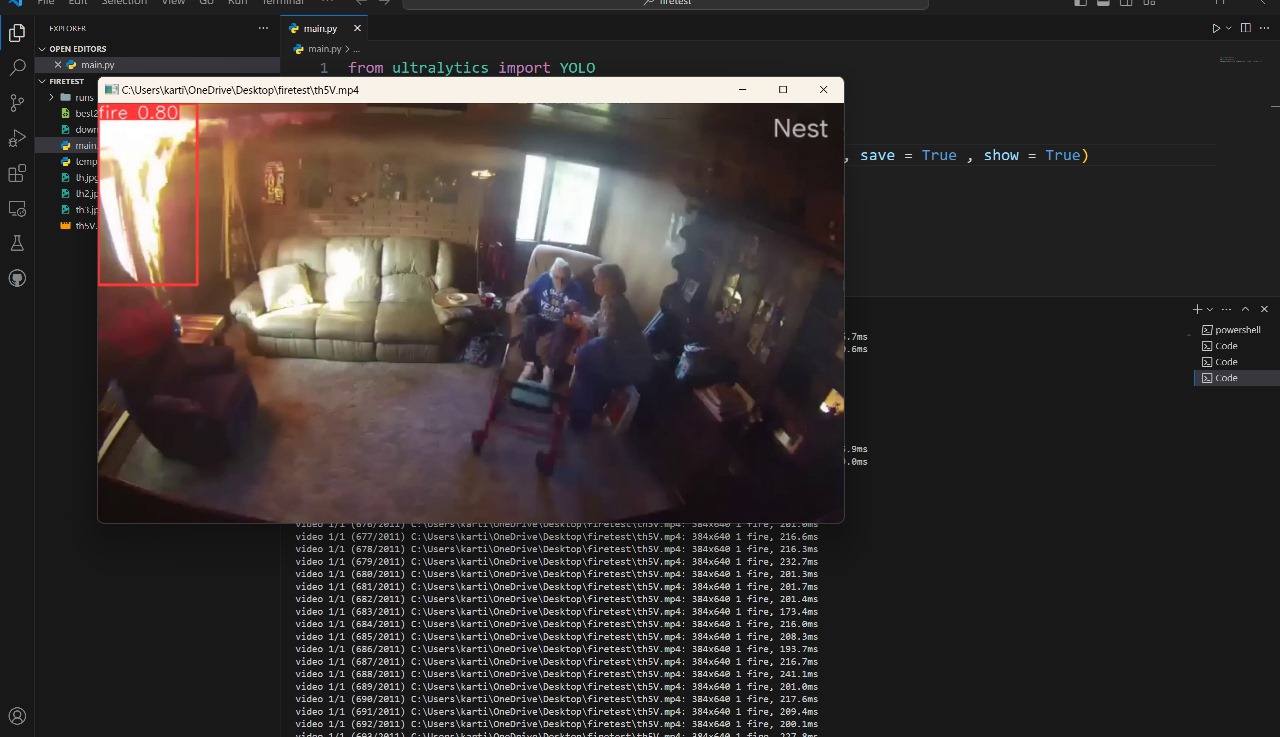 File Edit Selection View Go Run Terminal ...
firetest
EXPLORER
OPEN EDITORS
main.py
FIRETEST
runs
best2
down
main.
temp
th.jpg
th2.jp
th3.jp
th5V.
main.py
main.py > ...
1 from ultralytics import YOLO
, save = True , show = True)
C:\Users\karti\OneDrive\Desktop\firetest\th5V.mp4
fire 0.80
Nest
powershell
Code
Code
Code
video 1/1 (676/2011) C:\Users\karti\OneDrive\Desktop\firetest\th5V.mp4: 384x640 1 fire, 201.0ms
video 1/1 (677/2011) C:\Users\karti\OneDrive\Desktop\firetest\th5V.mp4: 384x640 1 fire, 216.6ms
video 1/1 (678/2011) C:\Users\karti\OneDrive\Desktop\firetest\th5V.mp4: 384x640 1 fire, 216.3ms
video 1/1 (679/2011) C:\Users\karti\OneDrive\Desktop\firetest\th5V.mp4: 384x640 1 fire, 232.7ms
video 1/1 (680/2011) C:\Users\karti\OneDrive\Desktop\firetest\th5V.mp4: 384x640 1 fire, 201.3ms
video 1/1 (681/2011) C:\Users\karti\OneDrive\Desktop\firetest\th5V.mp4: 384x640 1 fire, 201.7ms
video 1/1 (682/2011) C:\Users\karti\OneDrive\Desktop\firetest\th5V.mp4: 384x640 1 fire, 201.4ms
video 1/1 (683/2011) C:\Users\karti\OneDrive\Desktop\firetest\th5V.mp4: 384x640 1 fire, 173.4ms
video 1/1 (684/2011) C:\Users\karti\OneDrive\Desktop\firetest\th5V.mp4: 384x640 1 fire, 216.0ms
video 1/1 (685/2011) C:\Users\karti\OneDrive\Desktop\firetest\th5V.mp4: 384x640 1 fire, 208.3ms
video 1/1 (686/2011) C:\Users\karti\OneDrive\Desktop\firetest\th5V.mp4: 384x640 1 fire, 193.7ms
video 1/1 (687/2011) C:\Users\karti\OneDrive\Desktop\firetest\th5V.mp4: 384x640 1 fire, 216.7ms
video 1/1 (688/2011) C:\Users\karti\OneDrive\Desktop\firetest\th5V.mp4: 384x640 1 fire, 241.1ms
video 1/1 (689/2011) C:\Users\karti\OneDrive\Desktop\firetest\th5V.mp4: 384x640 1 fire, 201.0ms
video 1/1 (690/2011) C:\Users\karti\OneDrive\Desktop\firetest\th5V.mp4: 384x640 1 fire, 217.6ms
video 1/1 (691/2011) C:\Users\karti\OneDrive\Desktop\firetest\th5V.mp4: 384x640 1 fire, 209.4ms
video 1/1 (692/2011) C:\Users\karti\OneDrive\Desktop\firetest\th5V.mp4: 384x640 1 fire, 200.1ms
video 1/1 (693/2011) C:\Users\karti\OneDrive\Desktop\firetest\th5V.mp4: 384x640 1 fire, 227.8ms